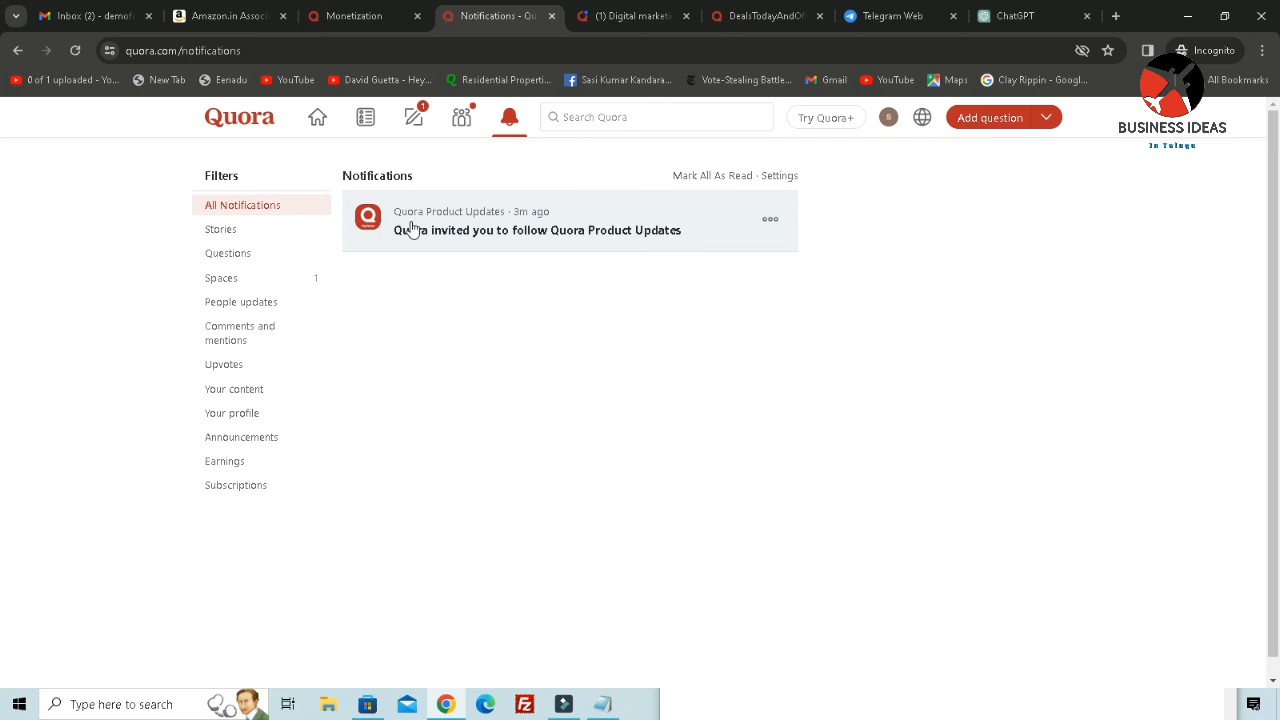 Inbox (2) - demofo
Amazon.in Associ
Monetization
Notifications - Qu
(1) Digital market
DealsTodayAndOf
Telegram Web
ChatGPT
quora.com/notifications
Incognito
0 of 1 uploaded - Yo...
New Tab
Eenadu
YouTube
David Guetta - Hey...
Residential Properti...
Sasi Kumar Kandara...
Vote-Stealing Battle...
Gmail
YouTube
Maps
Clay Rippin - Googl...
All Bookmarks
BUSINESS IDEAS
In Telugu
Quora
1
Search Quora
Try Quora+
S
Add question
Filters
All Notifications
Stories
Questions
Spaces 1
People updates
Comments and
mentions
Upvotes
Your content
Your profile
Announcements
Earnings
Subscriptions
Notifications
Mark All As Read · Settings
Quora Product Updates · 3m ago
Quora invited you to follow Quora Product Updates
Type here to search